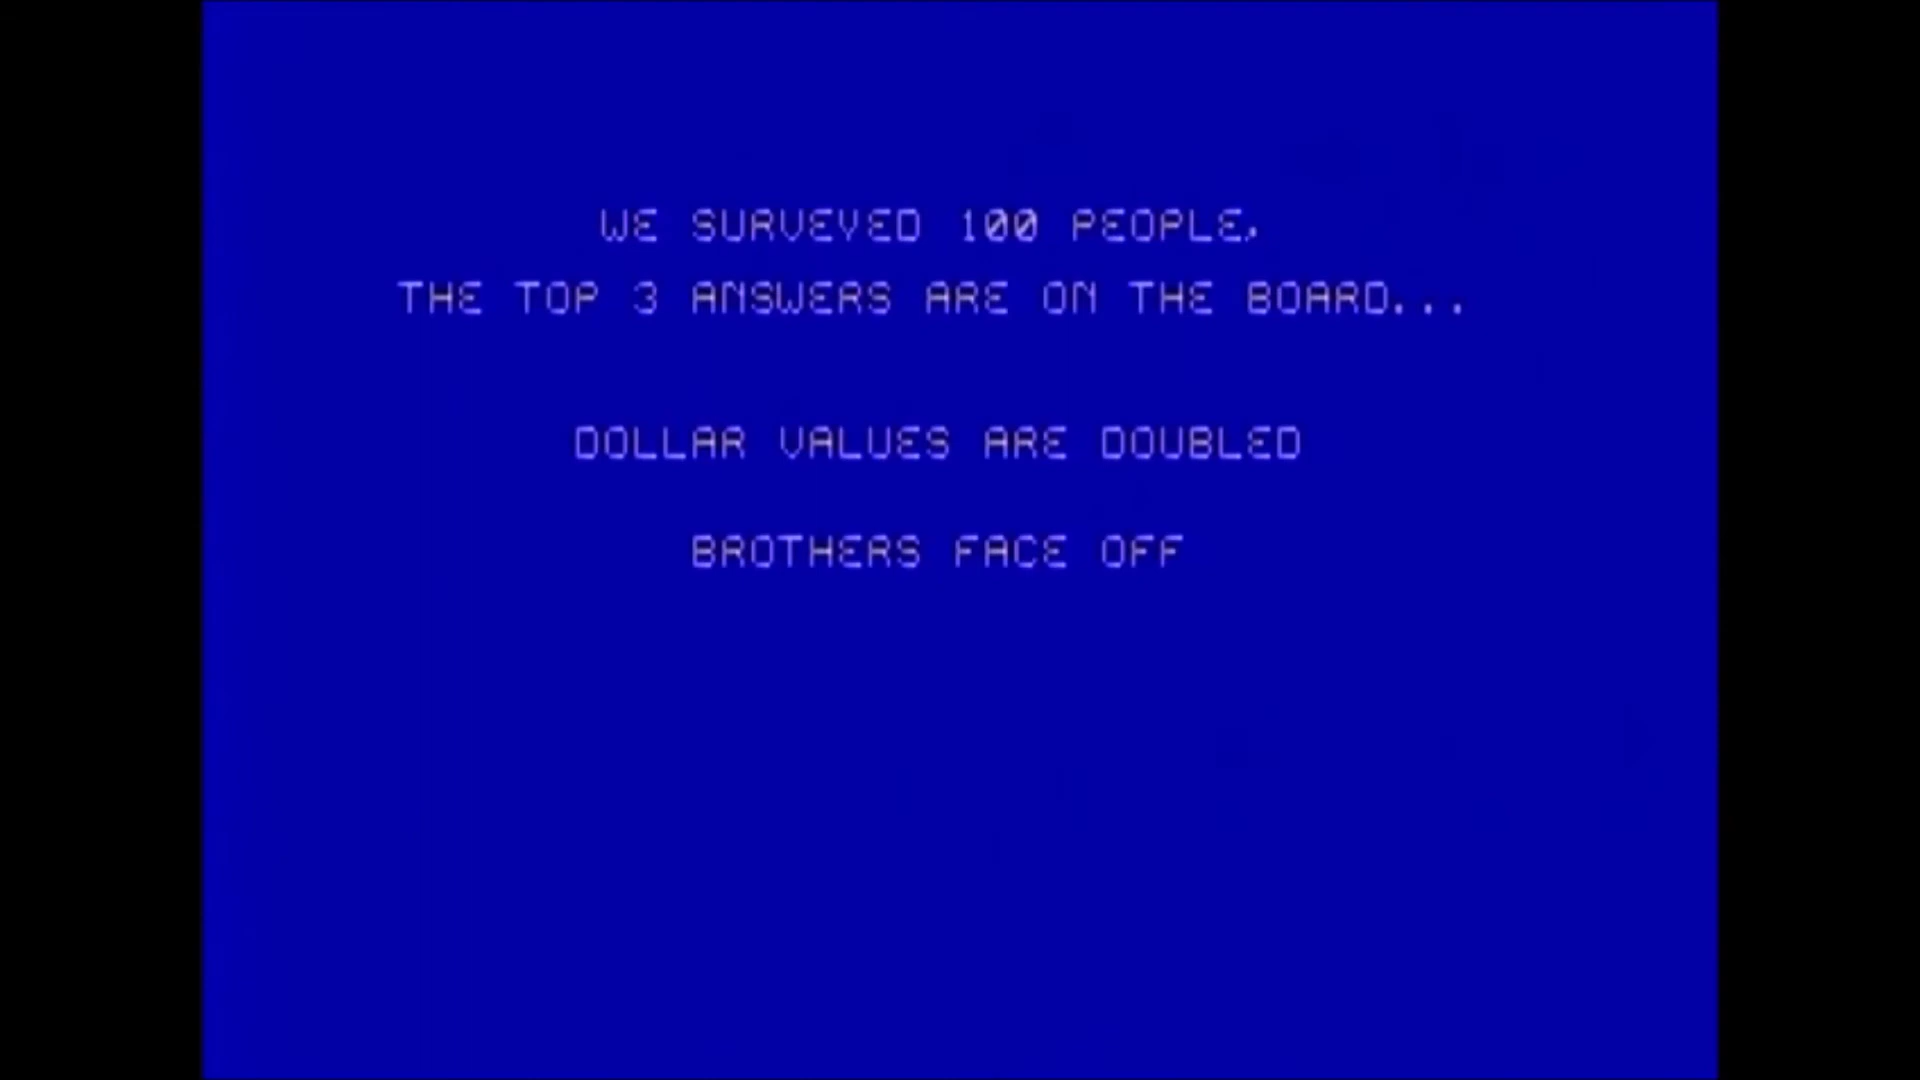 WE SURVEYED 100 PEOPLE,
THE TOP 3 ANSWERS ARE ON THE BOARD...
DOLLAR VALUES ARE DOUBLED
BROTHERS FACE OFF